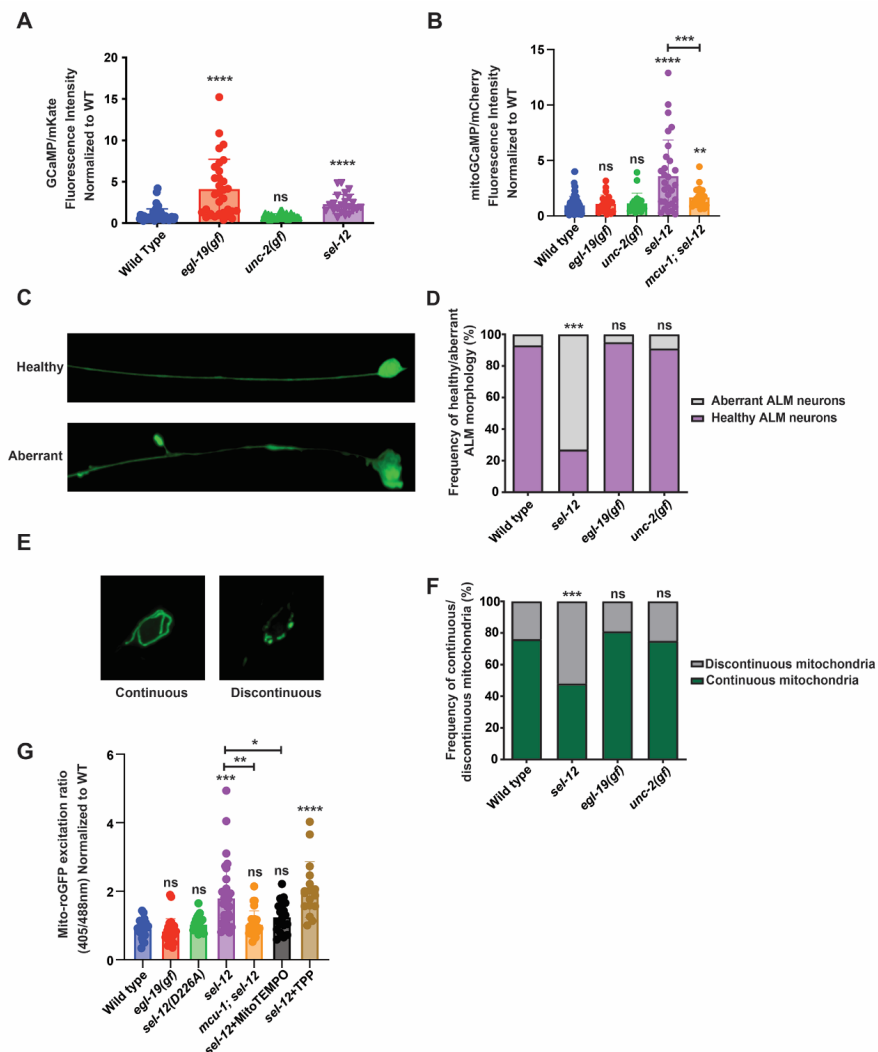 A
GCaMP/mKate
Fluorescence Intensity
Normalized to WT
20
15
10
5
0
****
ns
****
Wild Type
egl-19(gf)
unc-2(gf)
sel-12
B
mitoGCaMP/mCherry
Fluorescence Intensity
Normalized to WT
15
10
5
0
***
****
ns
ns
**
Wild type
egl-19(gf)
unc-2(gf)
sel-12
mcu-1; sel-12
C
Healthy
Aberrant
D
Frequency of healthy/aberrant
ALM morphology (%)
100
80
60
40
20
0
***
ns
ns
Wild type
sel-12
egl-19(gf)
unc-2(gf)
Aberrant ALM neurons
Healthy ALM neurons
E
Continuous
Discontinuous
F
Frequency of continuous/
discontinuous mitochondria (%)
100
80
60
40
20
0
***
ns
ns
Wild type
sel-12
egl-19(gf)
unc-2(gf)
Discontinuous mitochondria
Continuous mitochondria
G
Mito-roGFP excitation ratio
(405/488nm) Normalized to WT
6
4
2
0
*
**
***
****
ns
ns
ns
ns
Wild type
egl-19(gf)
sel-12(D226A)
sel-12
mcu-1; sel-12
sel-12+MitoTEMPO
sel-12+TPP